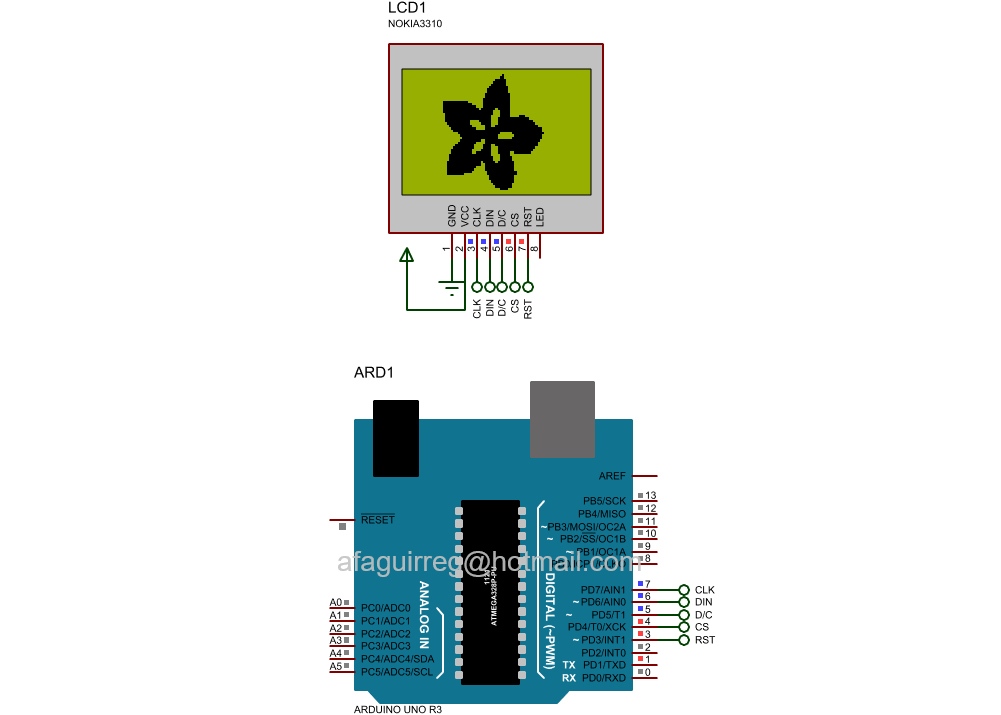 LCD1
NOKIA3310
GND
VCC
CLK
DIN
D/C
CS
RST
LED
1
2
3
4
5
6
7
8
CLK
DIN
D/C
CS
RST
ARD1
AREF
RESET
PB5/SCK 13
PB4/MISO 12
~PB3/MOSI/OC2A 11
~ PB2/SS/OC1B 10
~ PB1/OC1A 9
8
afaguirreg@hotmail.com
1121
ATMEGA328P-PU
ANALOG IN
DIGITAL (~PWM)
PD7/AIN1 7 CLK
~ PD6/AIN0 6 DIN
~ PD5/T1 5 D/C
PD4/T0/XCK 4 CS
~ PD3/INT1 3 RST
PD2/INT0 2
TX PD1/TXD 1
RX PD0/RXD 0
A0 PC0/ADC0
A1 PC1/ADC1
A2 PC2/ADC2
A3 PC3/ADC3
A4 PC4/ADC4/SDA
A5 PC5/ADC5/SCL
ARDUINO UNO R3